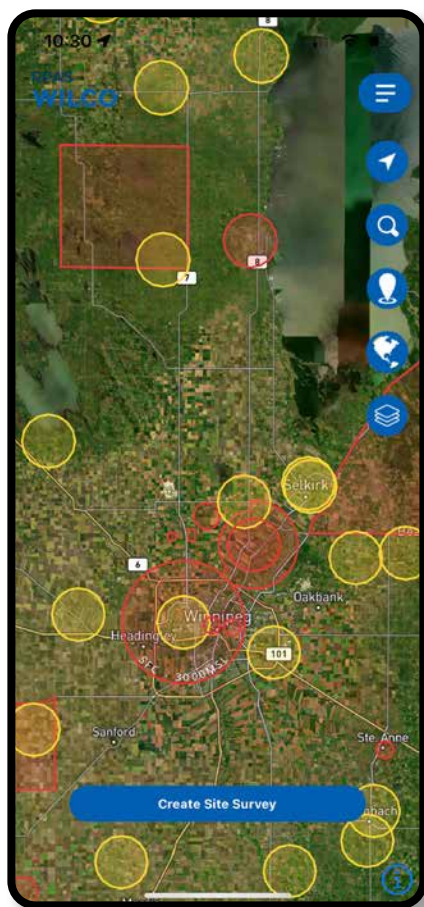 8
10:30
RPAS
WILCO
7
8
Selkirk
6
Winnipeg
Oakbank
Headingley
101
SFC 3000MSL
Sanford
Ste. Anne
Create Site Survey